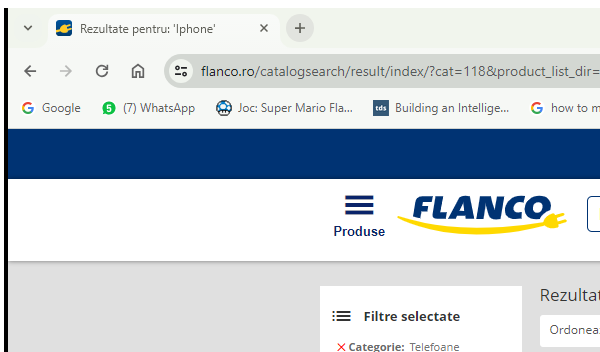 Rezultate pentru: 'Iphone'
flanco.ro/catalogsearch/result/index/?cat=118&product_list_dir=
Google (7) WhatsApp Joc: Super Mario Fla... tds Building an Intellige... how to m
FLANCO
Produse
Rezultat
Filtre selectate
Ordonea
Categorie: Telefoane